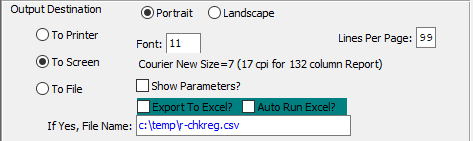 Output Destination
Portrait Landscape
To Printer
Font: 11 Lines Per Page: 99
To Screen
Courier New Size=7 (17 cpi for 132 column Report)
To File
Show Parameters?
Export To Excel? Auto Run Excel?
If Yes, File Name: c:\temp\r-chkreg.csv